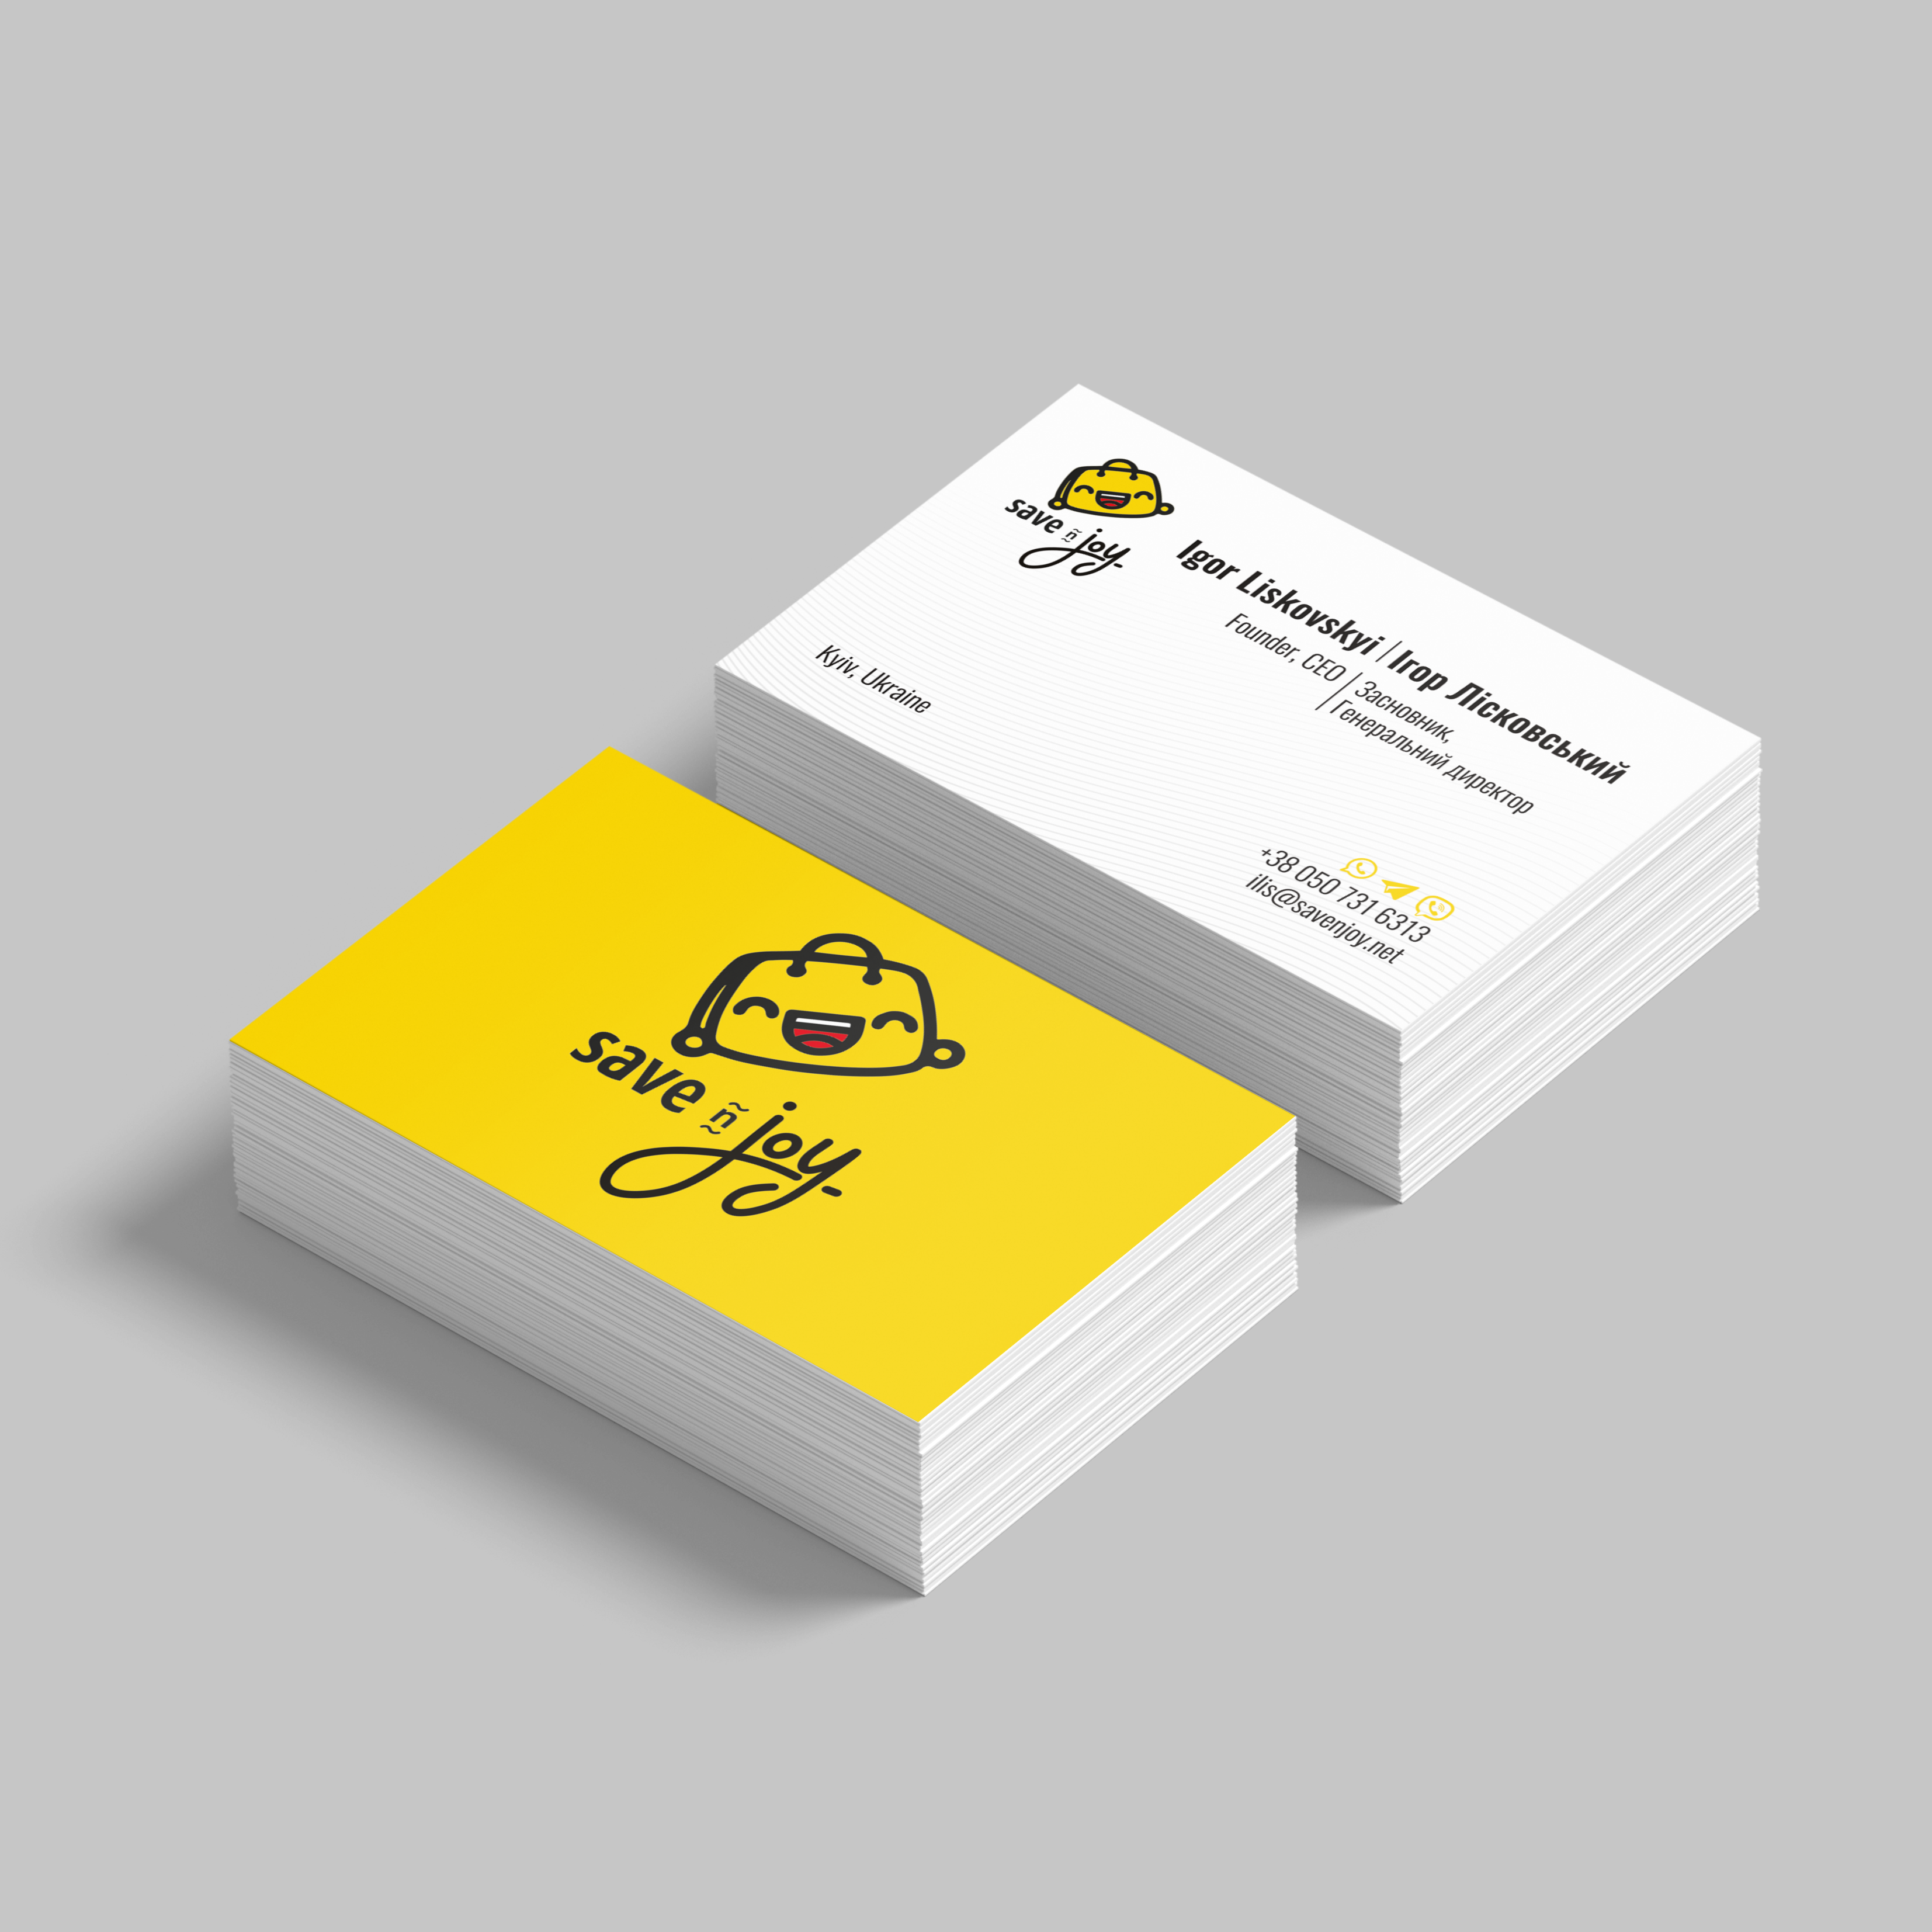 save ñ joy
Igor Liskovskyi | Ігор Лісковський
Founder, CEO | Засновник,
Генеральний директор
Kyiv, Ukraine
+38 050 731 6313
ilis@savenjoy.net
save ñ joy